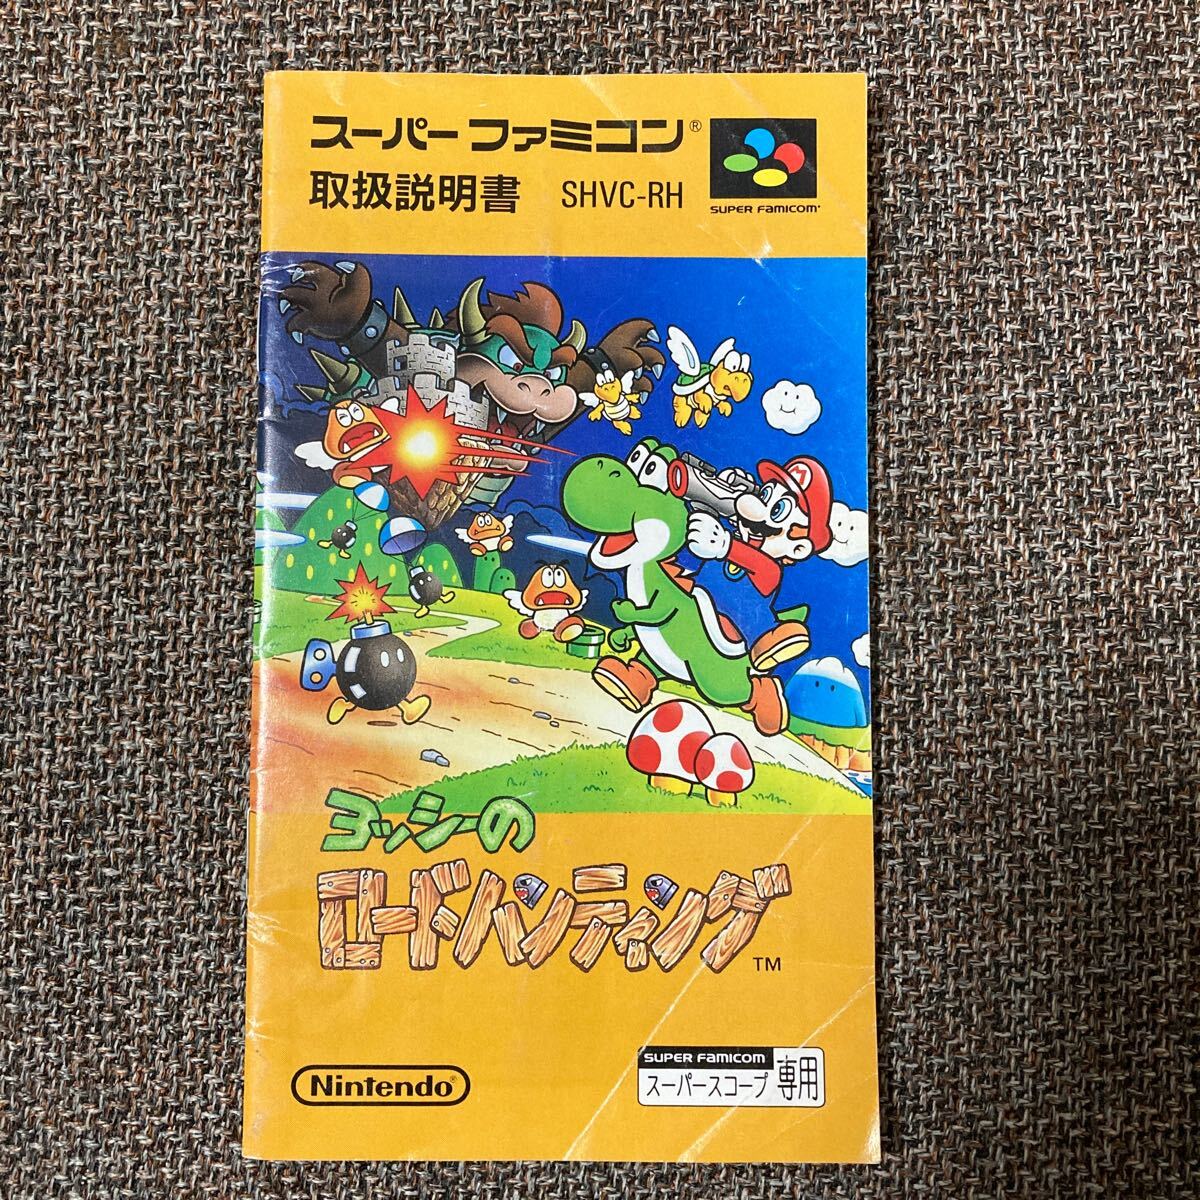 スーパーファミコン®
取扱説明書 SHVC-RH
SUPER FAMICOM
M
ヨッシーの
ロードハンティング
TM
Nintendo®
SUPER FAMICOM
スーパースコープ
専用